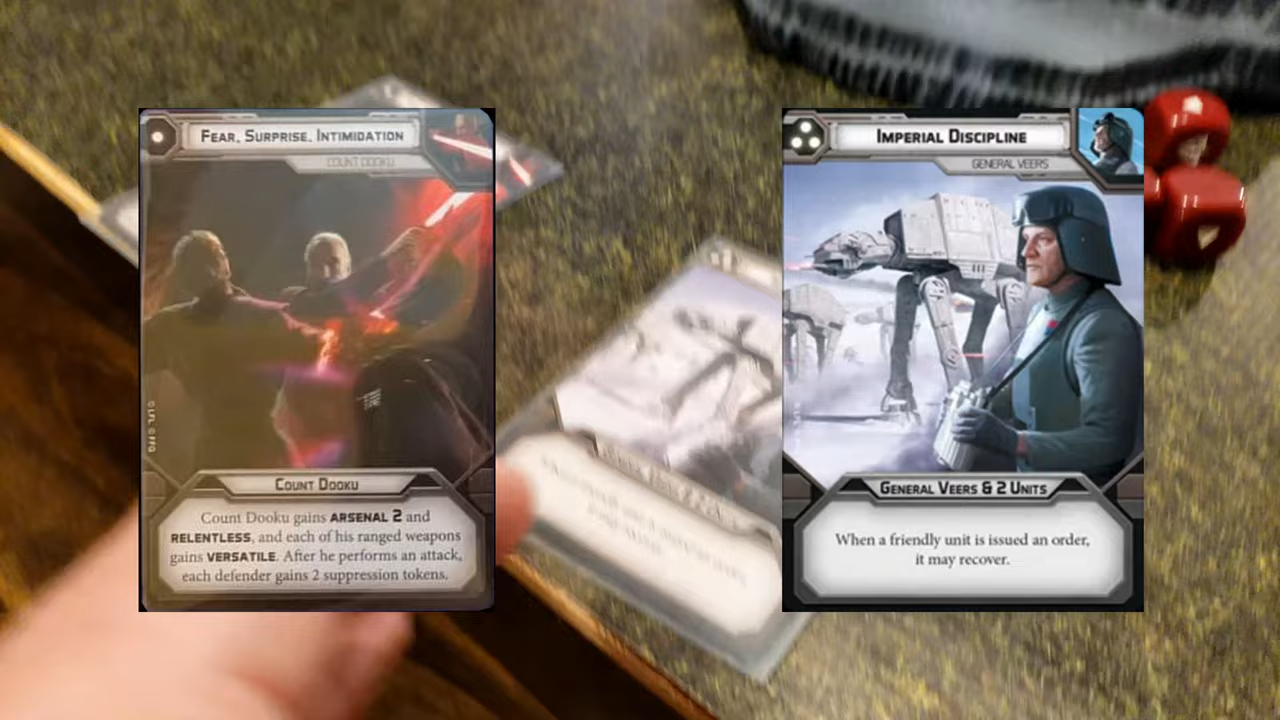 FEAR, SURPRISE, INTIMIDATION
COUNT DOOKU
©LFL ©FFG
COUNT DOOKU
Count Dooku gains ARSENAL 2 and
RELENTLESS, and each of his ranged weapons
gains VERSATILE. After he performs an attack,
each defender gains 2 suppression tokens.
IMPERIAL DISCIPLINE
GENERAL VEERS
GENERAL VEERS & 2 UNITS
When a friendly unit is issued an order,
it may recover.